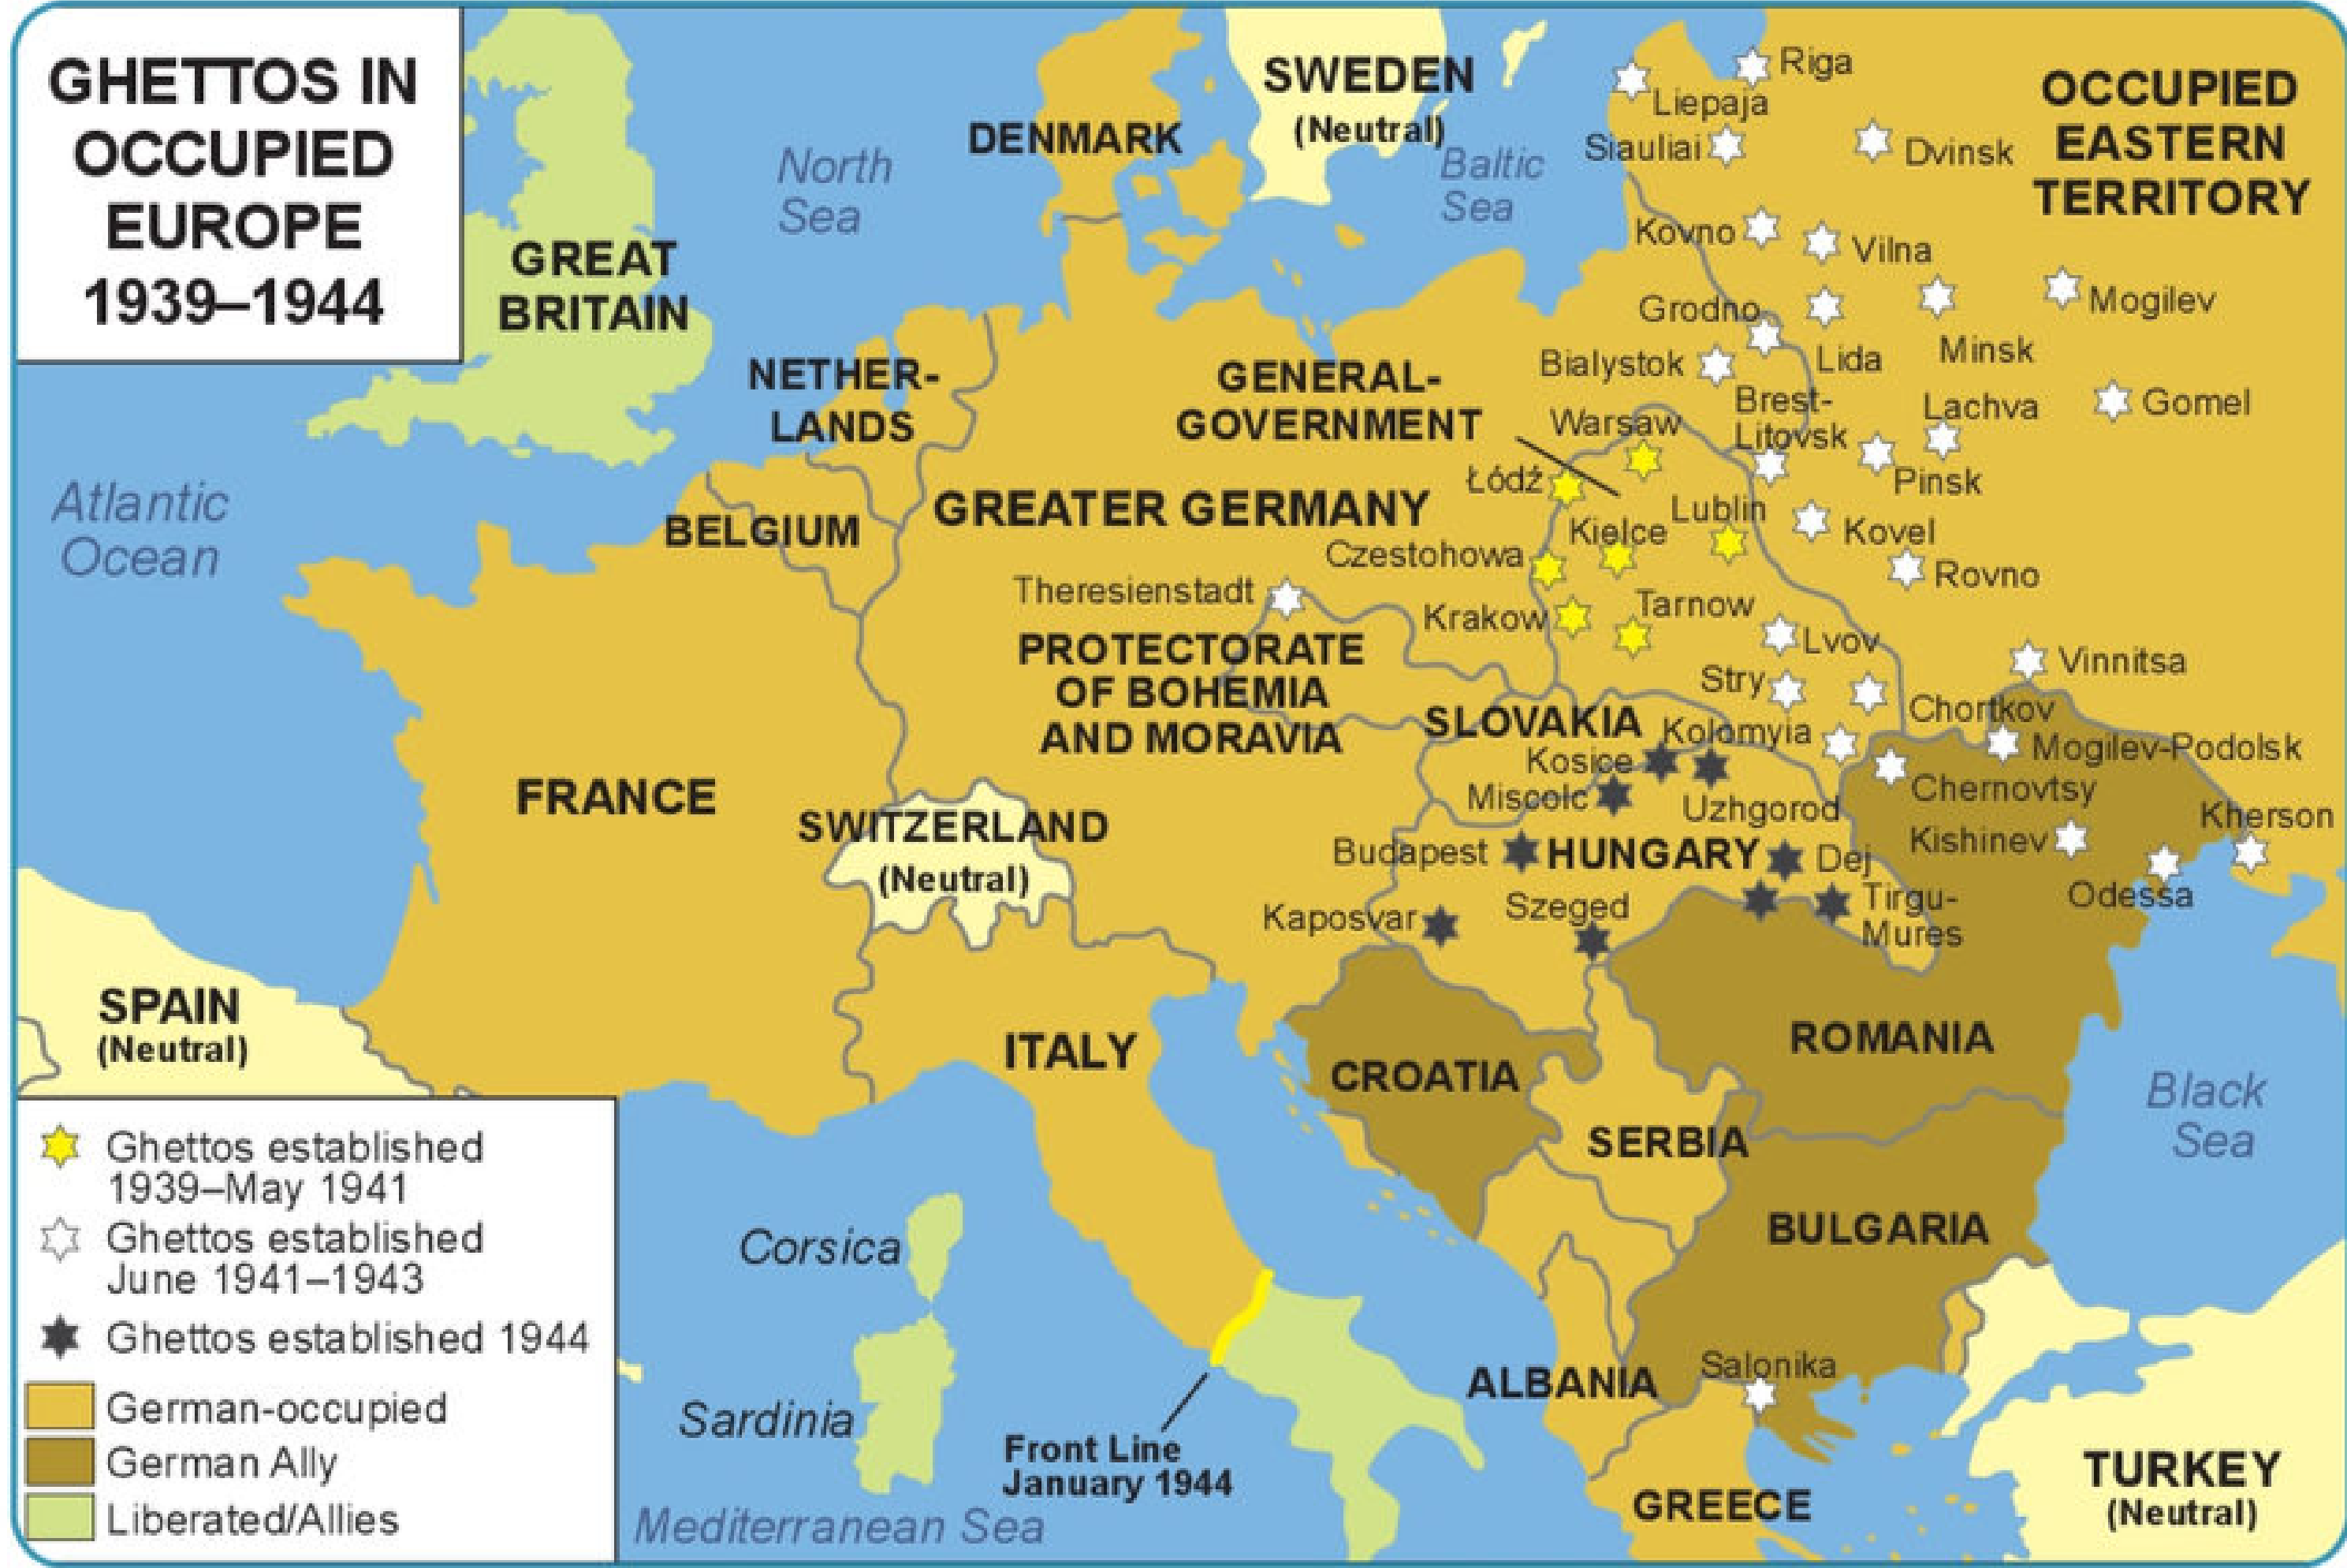 GHETTOS IN
OCCUPIED
EUROPE
1939–1944
GREAT
BRITAIN
North
Sea
DENMARK
SWEDEN
(Neutral)
Baltic
Sea
Riga
Liepaja
Siauliai
Dvinsk
OCCUPIED
EASTERN
TERRITORY
Kovno
Vilna
Grodno
Lida
Minsk
Mogilev
Bialystok
Brest-
Litovsk
Lachva
Gomel
Pinsk
NETHER-
LANDS
GENERAL-
GOVERNMENT
Warsaw
Łódź
Lublin
Kielce
Kovel
Rovno
Atlantic
Ocean
BELGIUM
GREATER GERMANY
Czestohowa
Theresienstadt
Krakow
Tarnow
Lvov
Stry
Vinnitsa
PROTECTORATE
OF BOHEMIA
AND MORAVIA
SLOVAKIA
Kolomyia
Chortkov
Mogilev-Podolsk
Kosice
Miscolc
Uzhgorod
Chernovtsy
Kherson
FRANCE
SWITZERLAND
(Neutral)
Budapest
HUNGARY
Dej
Kishinev
Odessa
Kaposvar
Szeged
Tirgu-
Mures
SPAIN
(Neutral)
ITALY
CROATIA
ROMANIA
Black
Sea
SERBIA
BULGARIA
Corsica
Sardinia
Front Line
January 1944
Mediterranean Sea
ALBANIA
Salonika
GREECE
TURKEY
(Neutral)
Ghettos established
1939–May 1941
Ghettos established
June 1941–1943
Ghettos established 1944
German-occupied
German Ally
Liberated/Allies